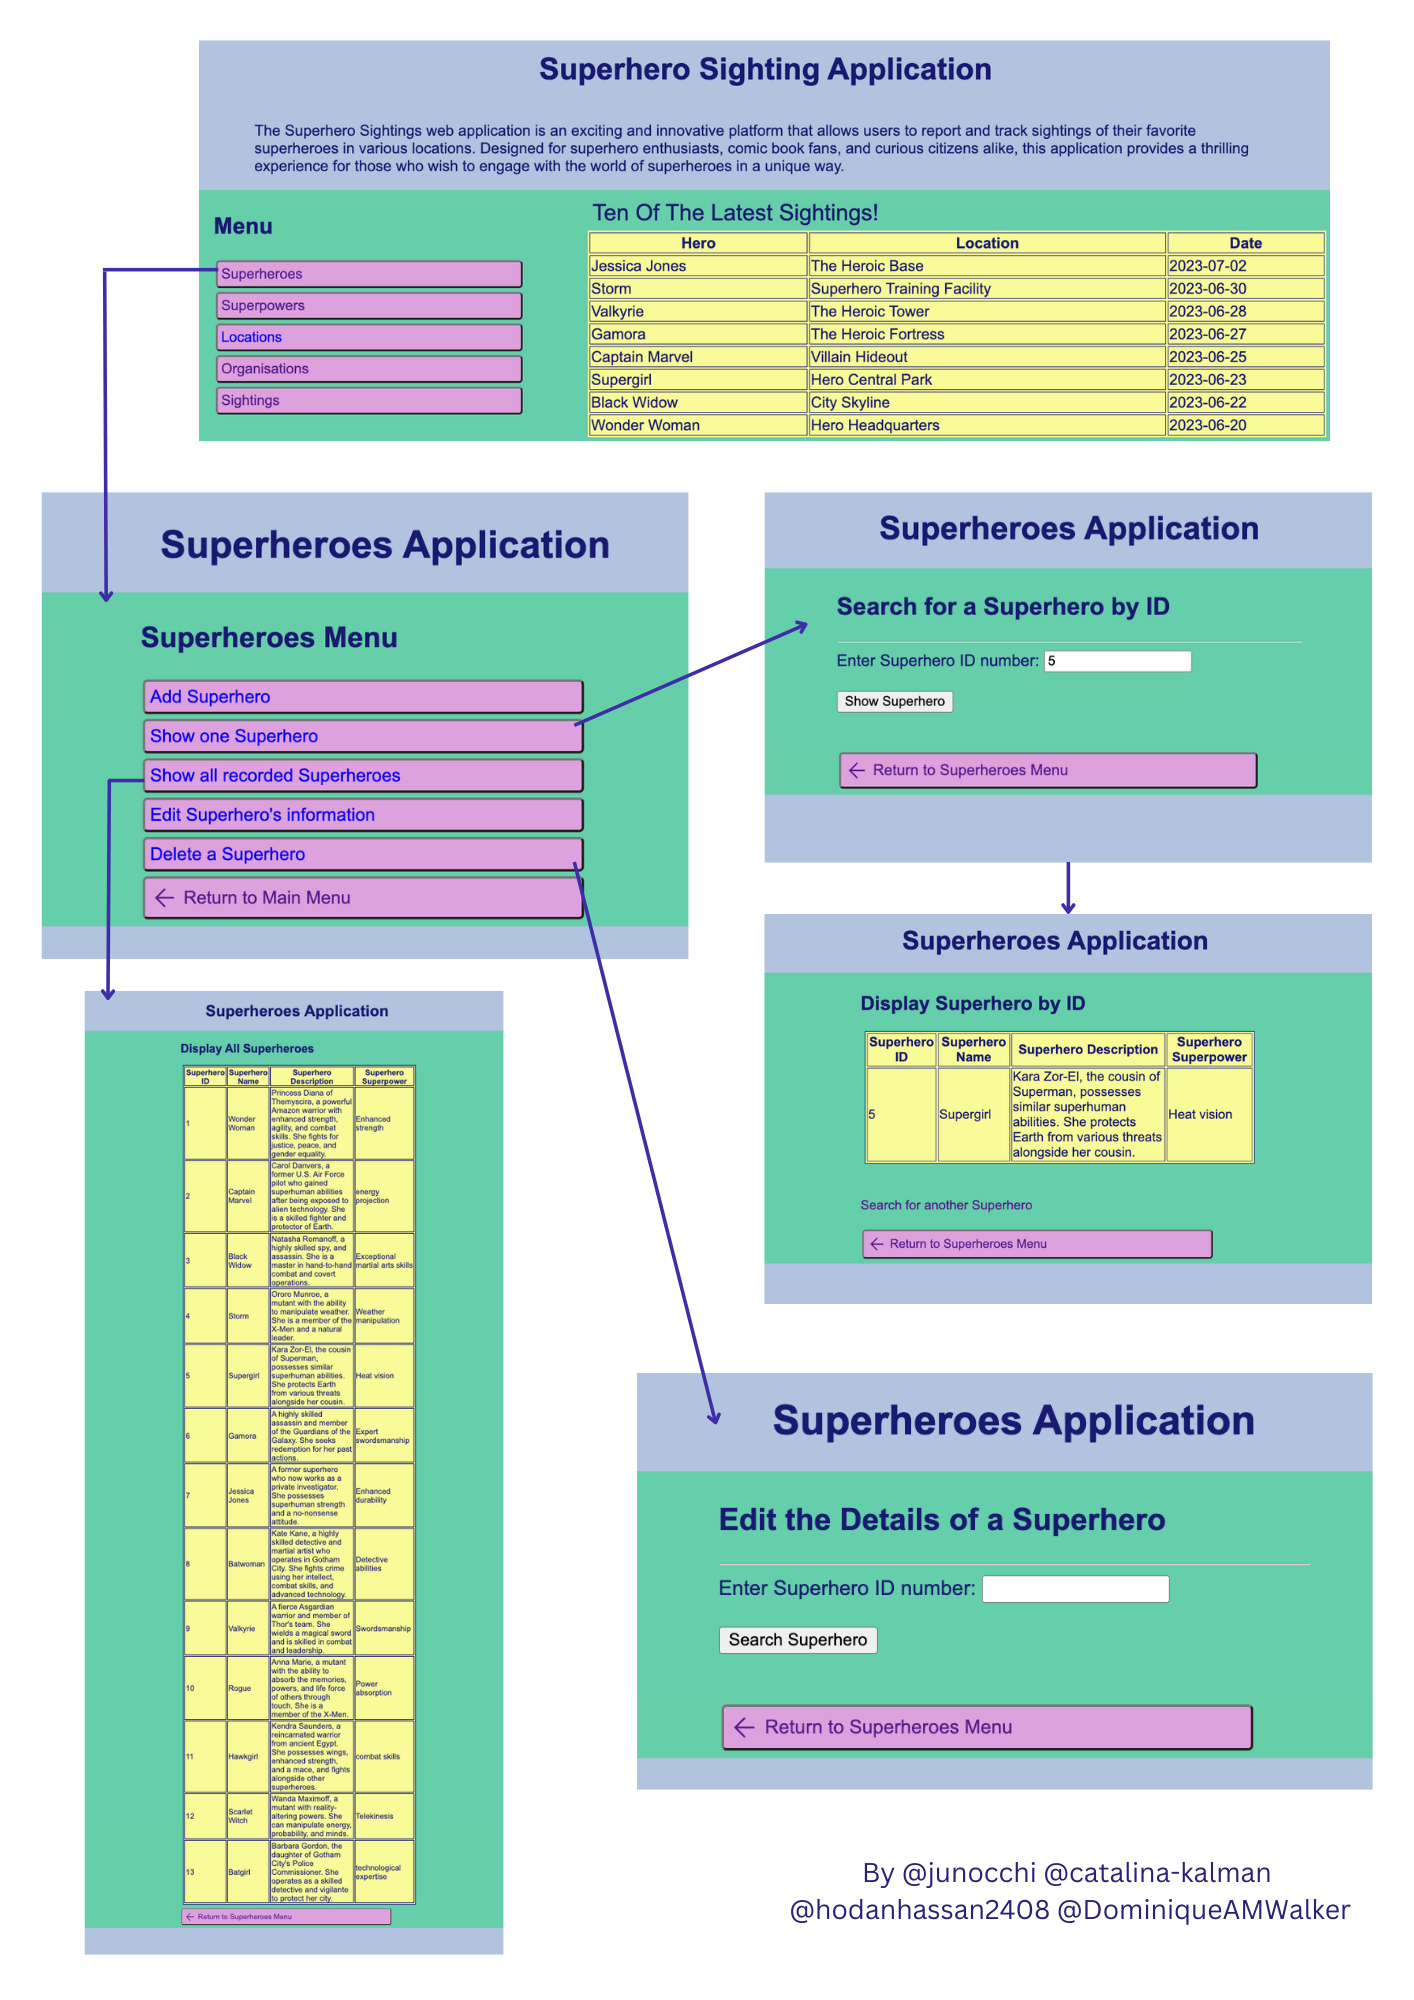 Superhero Sighting Application
The Superhero Sightings web application is an exciting and innovative platform that allows users to report and track sightings of their favorite
superheroes in various locations. Designed for superhero enthusiasts, comic book fans, and curious citizens alike, this application provides a thrilling
experience for those who wish to engage with the world of superheroes in a unique way.
Menu
Superheroes
Superpowers
Locations
Organisations
Sightings
Ten Of The Latest Sightings!
Hero Location Date
Jessica Jones The Heroic Base 2023-07-02
Storm Superhero Training Facility 2023-06-30
Valkyrie The Heroic Tower 2023-06-28
Gamora The Heroic Fortress 2023-06-27
Captain Marvel Villain Hideout 2023-06-25
Supergirl Hero Central Park 2023-06-23
Black Widow City Skyline 2023-06-22
Wonder Woman Hero Headquarters 2023-06-20
Superheroes Application
Superheroes Menu
Add Superhero
Show one Superhero
Show all recorded Superheroes
Edit Superhero's information
Delete a Superhero
Return to Main Menu
Superheroes Application
Search for a Superhero by ID
Enter Superhero ID number: 5
Show Superhero
Return to Superheroes Menu
Superheroes Application
Display Superhero by ID
Superhero Superhero Superhero Description Superhero
ID Name Superpower
Kara Zor-El, the cousin of
Superman, possesses
similar superhuman
5 Supergirl abilities. She protects Heat vision
Earth from various threats
alongside her cousin.
Search for another Superhero
Return to Superheroes Menu
Superheroes Application
Display All Superheroes
Superhero Superhero Superhero Superhero
ID Name Description Superpower
Princess Diana of
Themyscira, a powerful
Amazon warrior with
1 Wonder Woman enhanced strength, Enhanced strength
agility, and combat
skills. She fights for
justice, peace, and
gender equality.
Carol Danvers, a
former U.S. Air Force
pilot who gained
2 Captain Marvel superhuman abilities energy projection
after being exposed to
alien technology. She
is a skilled fighter and
protector of Earth.
Natasha Romanoff, a
highly skilled spy, and
3 Black Widow assassin. She is a Exceptional martial arts skills
master in hand-to-hand
combat and covert
operations.
Ororo Munroe, a
mutant with the ability
4 Storm to manipulate weather. Weather manipulation
She is a member of the
X-Men and a natural
leader.
Kara Zor-El, the cousin
of Superman,
possesses similar
5 Supergirl superhuman abilities. Heat vision
She protects Earth
from various threats
alongside her cousin.
A highly skilled
assassin and member
6 Gamora of the Guardians of the Expert swordsmanship
Galaxy. She seeks
redemption for her past
actions.
A former superhero
who now works as a
private investigator.
7 Jessica Jones She possesses Enhanced durability
superhuman strength
and a no-nonsense
attitude.
Kate Kane, a highly
skilled detective and
martial artist who
8 Batwoman operates in Gotham Detective abilities
City. She fights crime
using her intellect,
combat skills, and
advanced technology.
A fierce Asgardian
warrior and member of
9 Valkyrie Thor's team. She Swordsmanship
wields a magical sword
and is skilled in combat
and leadership.
Anna Marie, a mutant
with the ability to
absorb the memories,
10 Rogue powers, and life force Power absorption
of others through
touch. She is a
member of the X-Men.
Kendra Saunders, a
reincarnated warrior
from ancient Egypt.
11 Hawkgirl She possesses wings, combat skills
enhanced strength,
and a mace, and fights
alongside other
superheroes.
Wanda Maximoff, a
mutant with reality-
12 Scarlet Witch altering powers. She Telekinesis
can manipulate energy,
probability, and minds.
Barbara Gordon, the
daughter of Gotham
City's Police
13 Batgirl Commissioner. She technological expertise
operates as a skilled
detective and vigilante
to protect her city.
Return to Superheroes Menu
Superheroes Application
Edit the Details of a Superhero
Enter Superhero ID number:
Search Superhero
Return to Superheroes Menu
By @junocchi @catalina-kalman
@hodanhassan2408 @DominiqueAMWalker